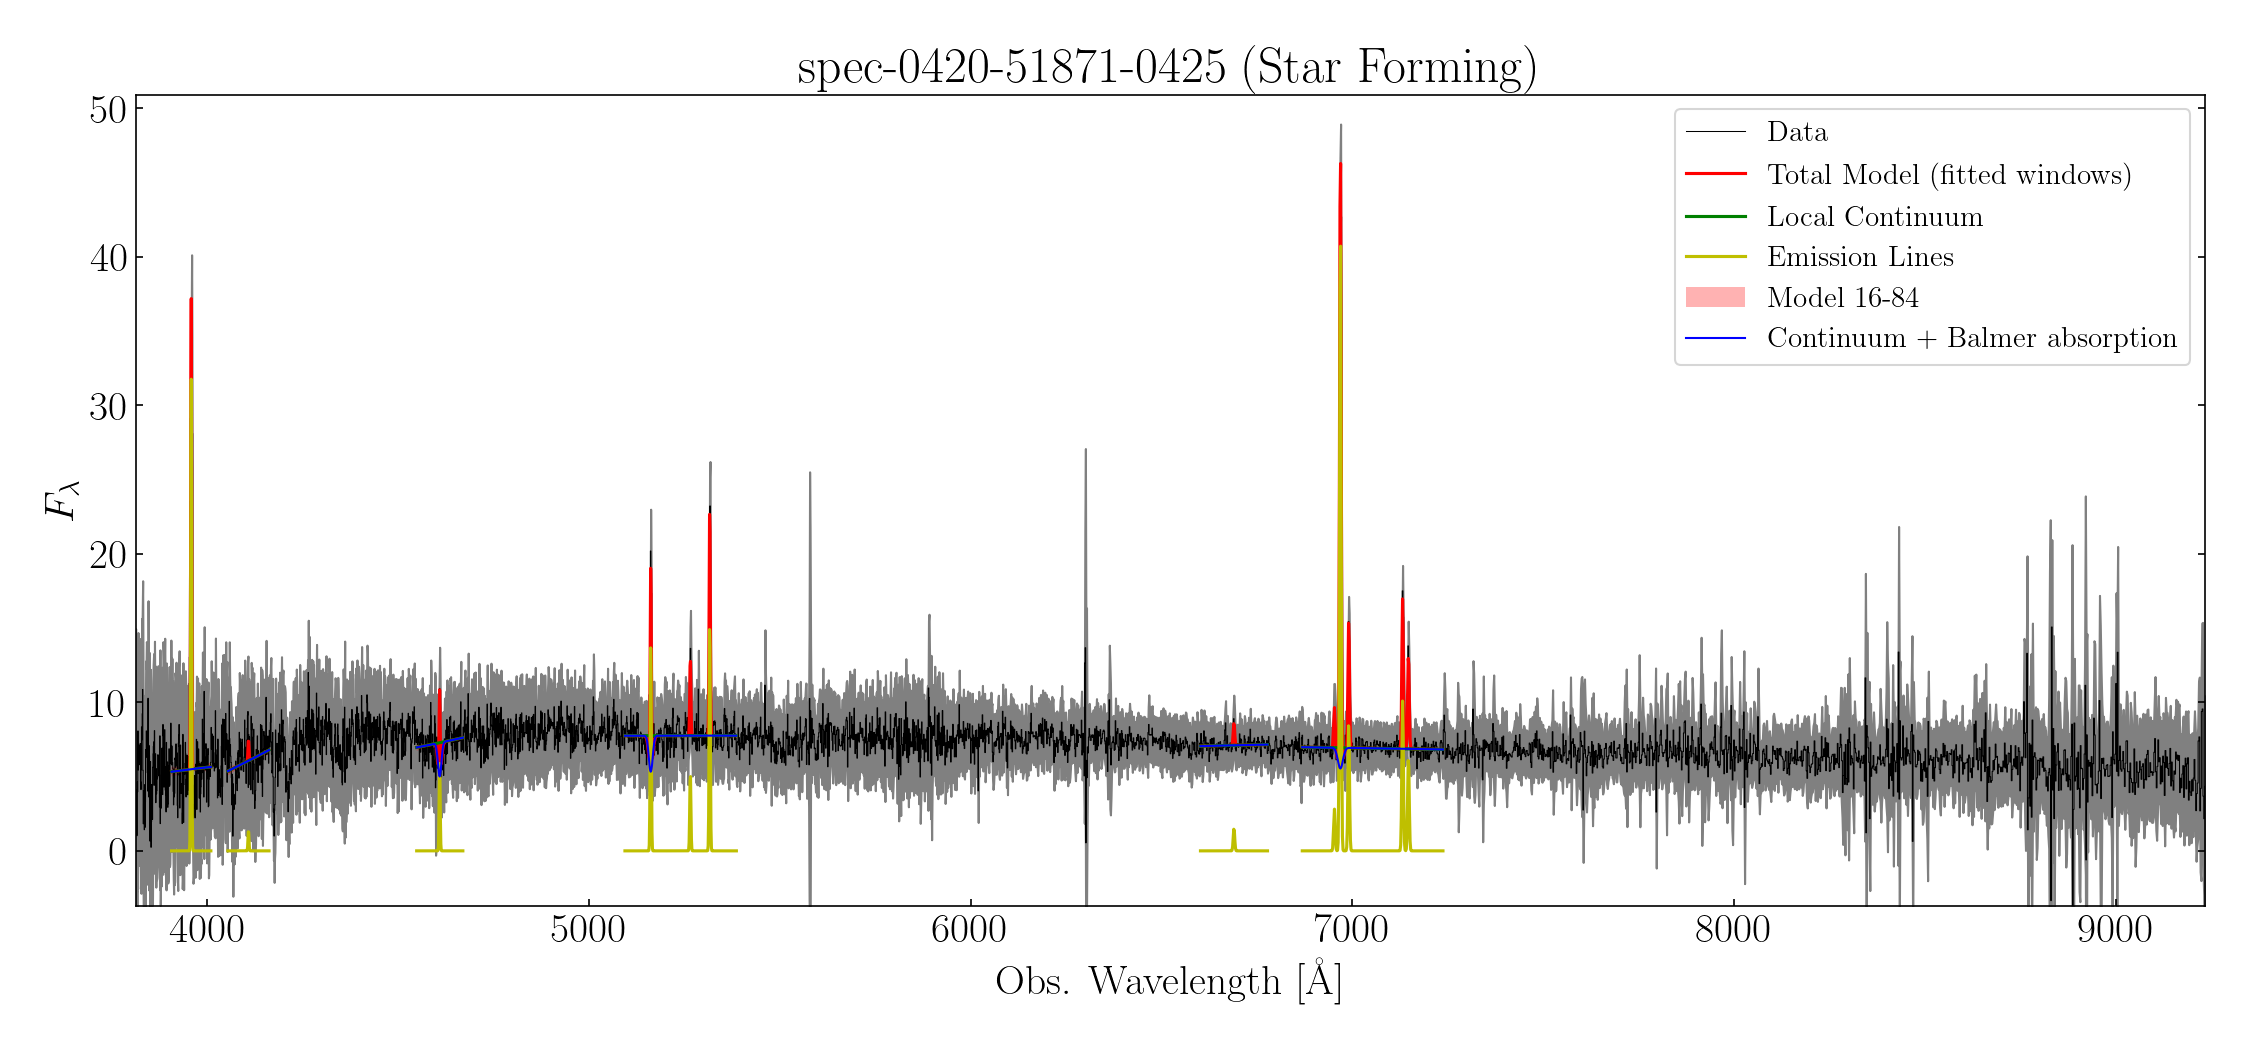 spec-0420-51871-0425 (Star Forming)
50
40
30
20
10
0
F_λ
Data
Total Model (fitted windows)
Local Continuum
Emission Lines
Model 16-84
Continuum + Balmer absorption
4000 5000 6000 7000 8000 9000
Obs. Wavelength [Å]